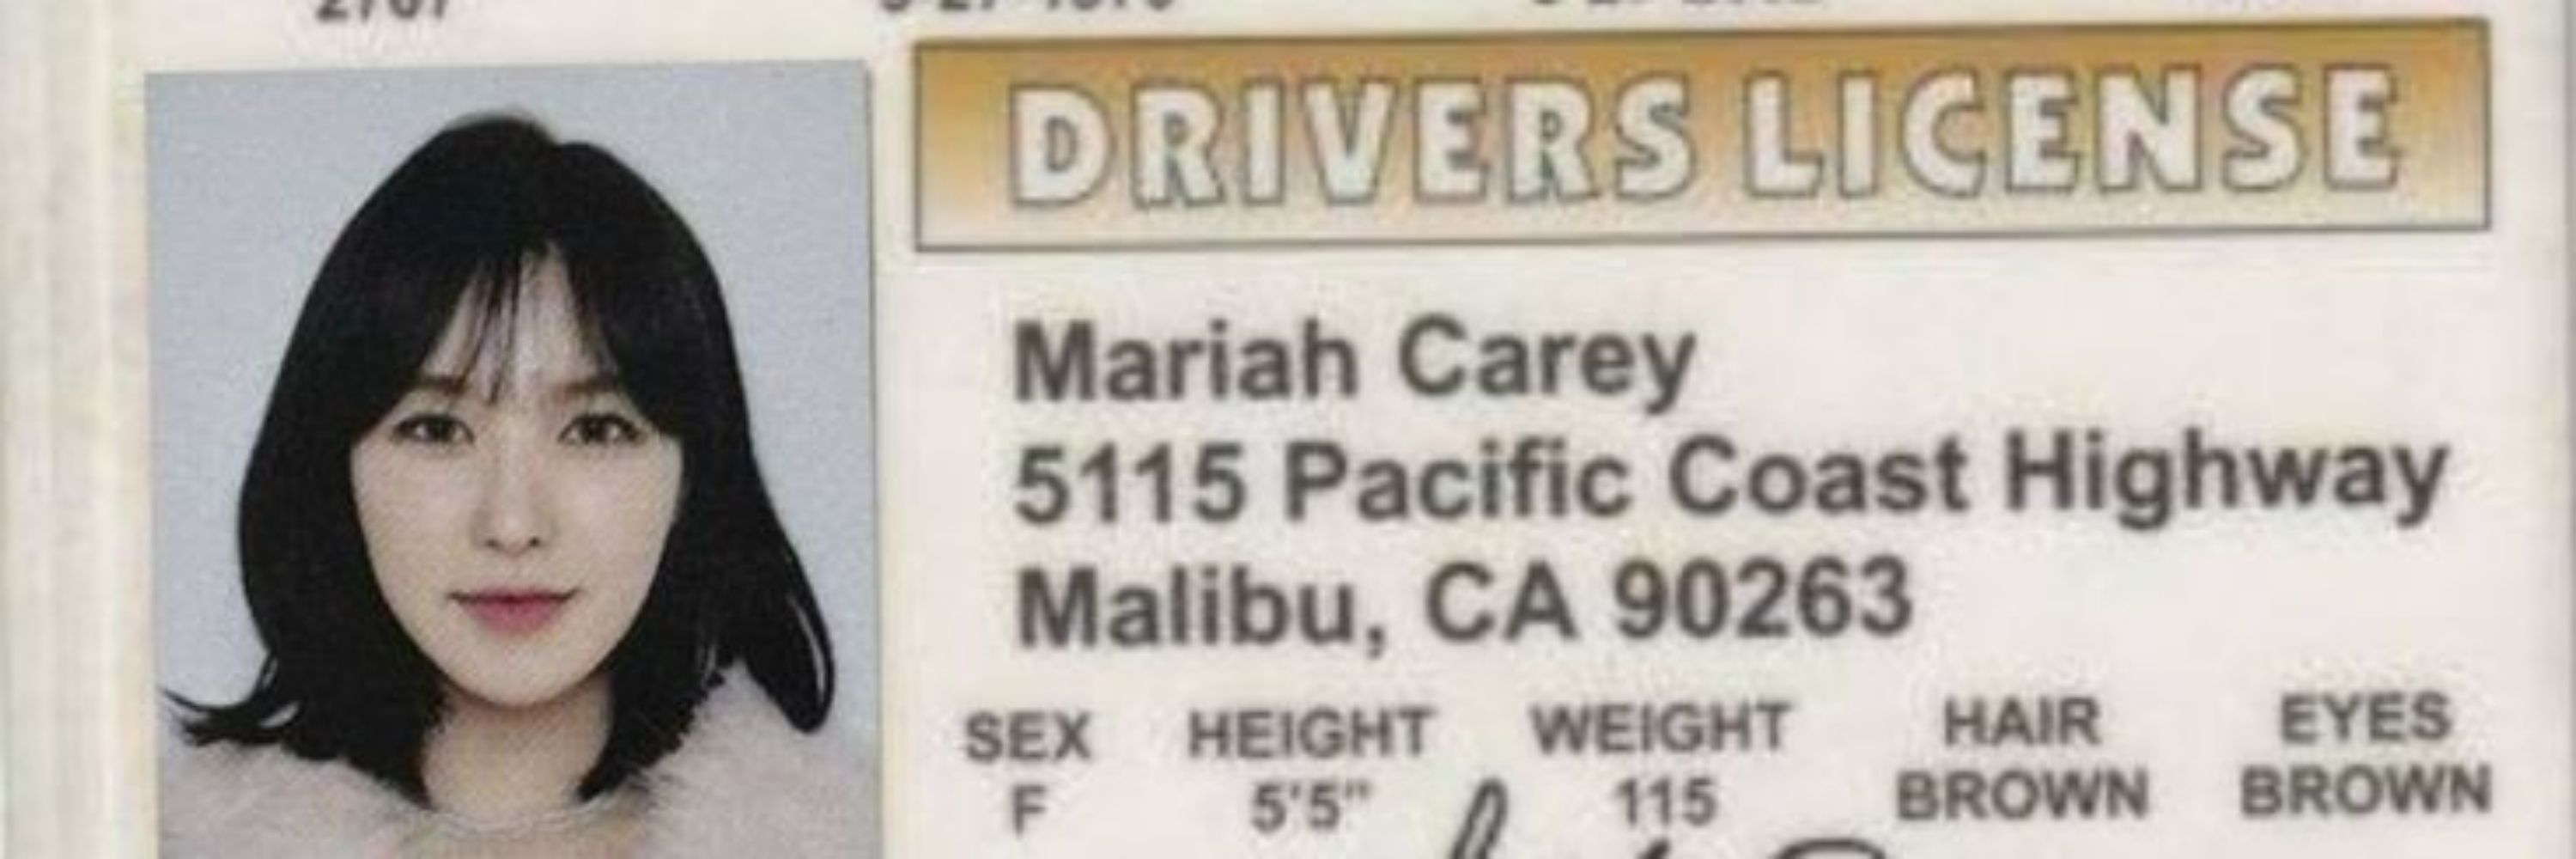 DRIVERS LICENSE
Mariah Carey
5115 Pacific Coast Highway
Malibu, CA 90263
SEX HEIGHT WEIGHT HAIR EYES
F 5'5" 115 BROWN BROWN